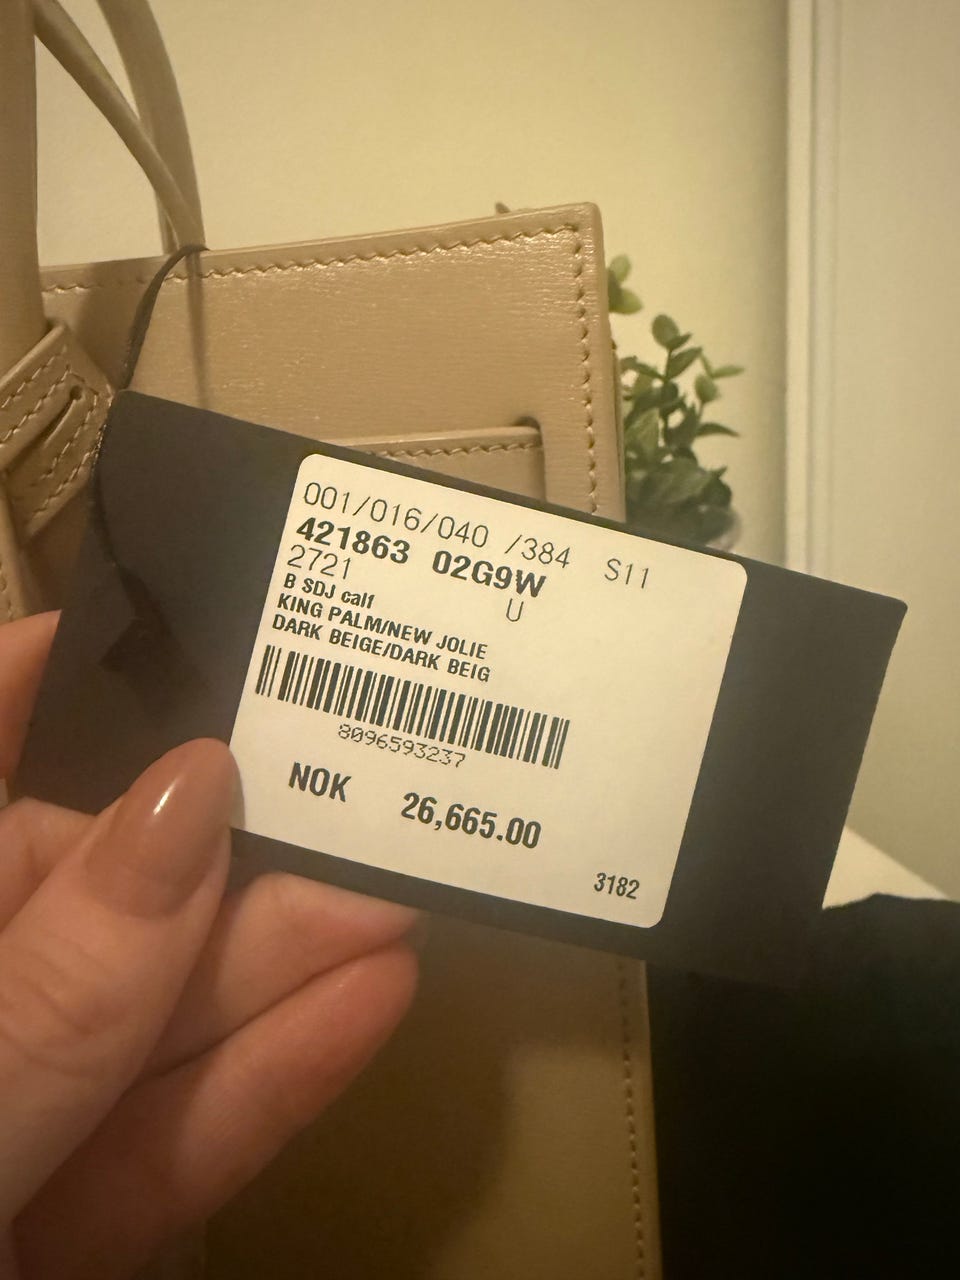 001/016/040 /384 S11
421863 02G9W
2721 U
B SDJ calf
KING PALM/NEW JOLIE
DARK BEIGE/DARK BEIG
8096593237
NOK 26,665.00
3182